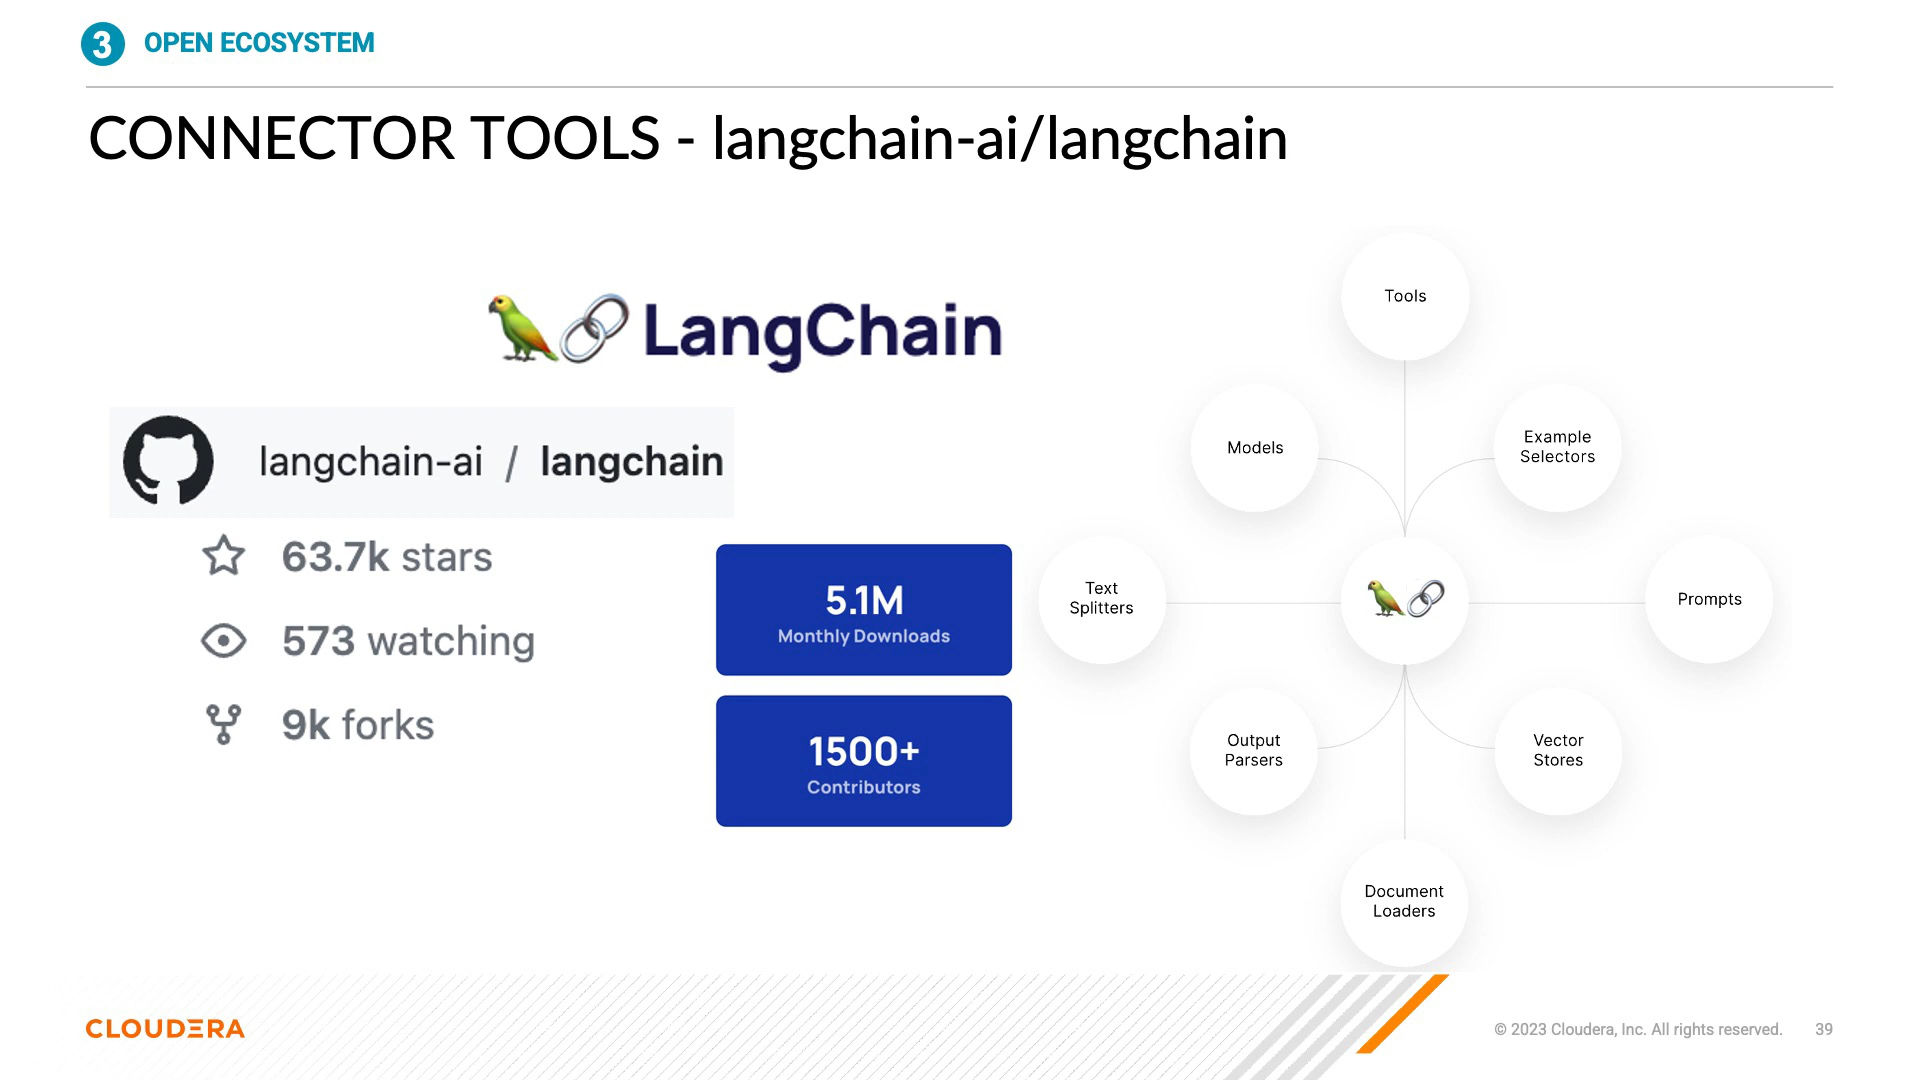 3 OPEN ECOSYSTEM
CONNECTOR TOOLS - langchain-ai/langchain
LangChain
langchain-ai / langchain
63.7k stars
573 watching
9k forks
5.1M
Monthly Downloads
1500+
Contributors
Tools
Models
Example
Selectors
Text
Splitters
Prompts
Output
Parsers
Vector
Stores
Document
Loaders
CLOUDERA
© 2023 Cloudera, Inc. All rights reserved. 39